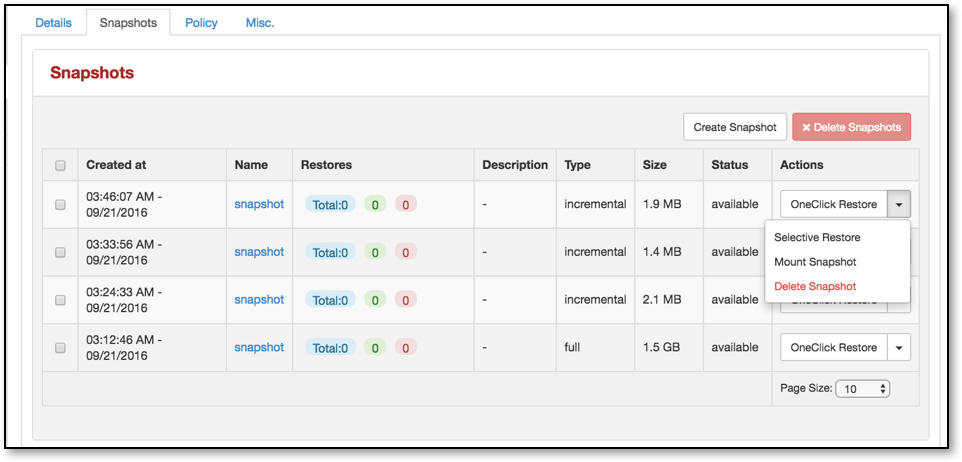 Details Snapshots Policy Misc.
Snapshots
Create Snapshot × Delete Snapshots
Created at Name Restores Description Type Size Status Actions
03:46:07 AM -
09/21/2016 snapshot Total:0 0 0 - incremental 1.9 MB available OneClick Restore
Selective Restore
03:33:56 AM -
09/21/2016 snapshot Total:0 0 0 - incremental 1.4 MB available
Mount Snapshot
Delete Snapshot
03:24:33 AM -
09/21/2016 snapshot Total:0 0 0 - incremental 2.1 MB available OneClick Restore
03:12:46 AM -
09/21/2016 snapshot Total:0 0 0 - full 1.5 GB available OneClick Restore
Page Size: 10